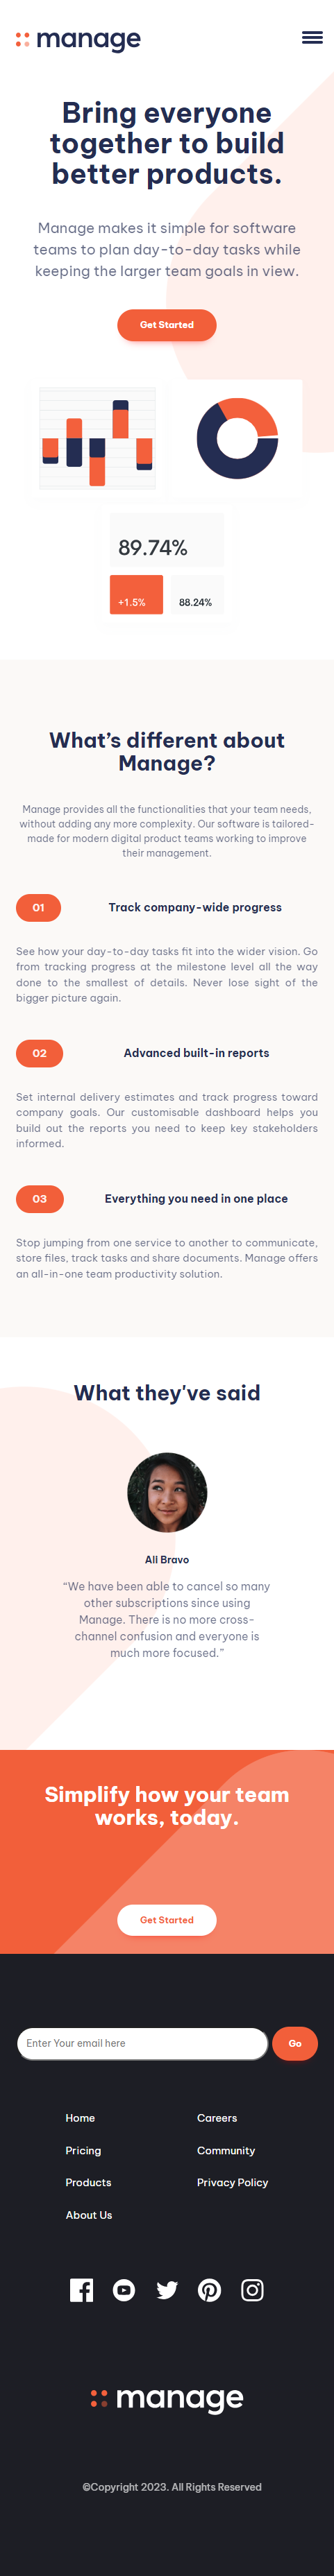 manage
Bring everyone
together to build
better products.
Manage makes it simple for software
teams to plan day-to-day tasks while
keeping the larger team goals in view.
Get Started
89.74%
+1.5%
88.24%
What’s different about
Manage?
Manage provides all the functionalities that your team needs,
without adding any more complexity. Our software is tailored-
made for modern digital product teams working to improve
their management.
01
Track company-wide progress
See how your day-to-day tasks fit into the wider vision. Go
from tracking progress at the milestone level all the way
done to the smallest of details. Never lose sight of the
bigger picture again.
02
Advanced built-in reports
Set internal delivery estimates and track progress toward
company goals. Our customisable dashboard helps you
build out the reports you need to keep key stakeholders
informed.
03
Everything you need in one place
Stop jumping from one service to another to communicate,
store files, track tasks and share documents. Manage offers
an all-in-one team productivity solution.
What they've said
Ali Bravo
“We have been able to cancel so many
other subscriptions since using
Manage. There is no more cross-
channel confusion and everyone is
much more focused.”
Simplify how your team
works, today.
Get Started
Enter Your email here
Go
Home
Careers
Pricing
Community
Products
Privacy Policy
About Us
manage
©Copyright 2023. All Rights Reserved